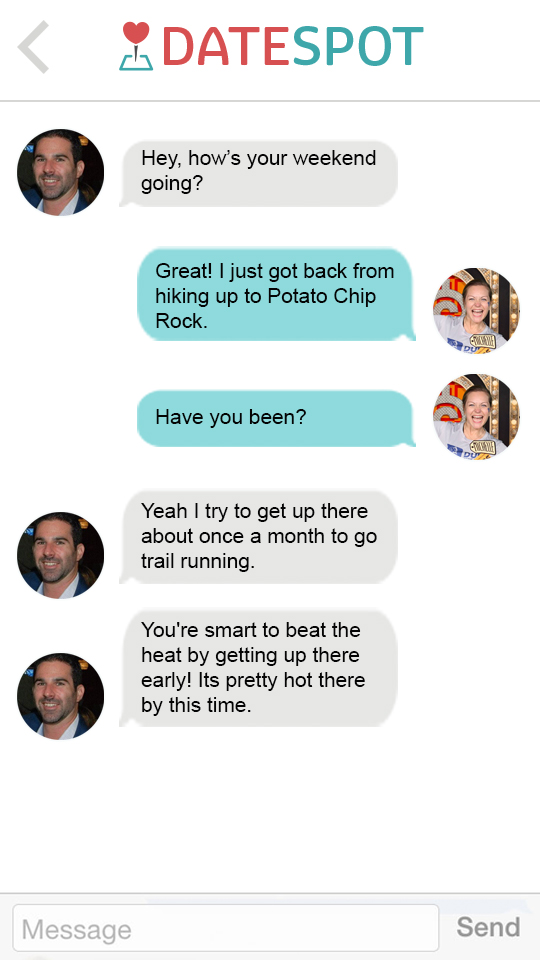 DATESPOT
Hey, how’s your weekend
going?
Great! I just got back from
hiking up to Potato Chip
Rock.
Have you been?
Yeah I try to get up there
about once a month to go
trail running.
You're smart to beat the
heat by getting up there
early! Its pretty hot there
by this time.
Message
Send